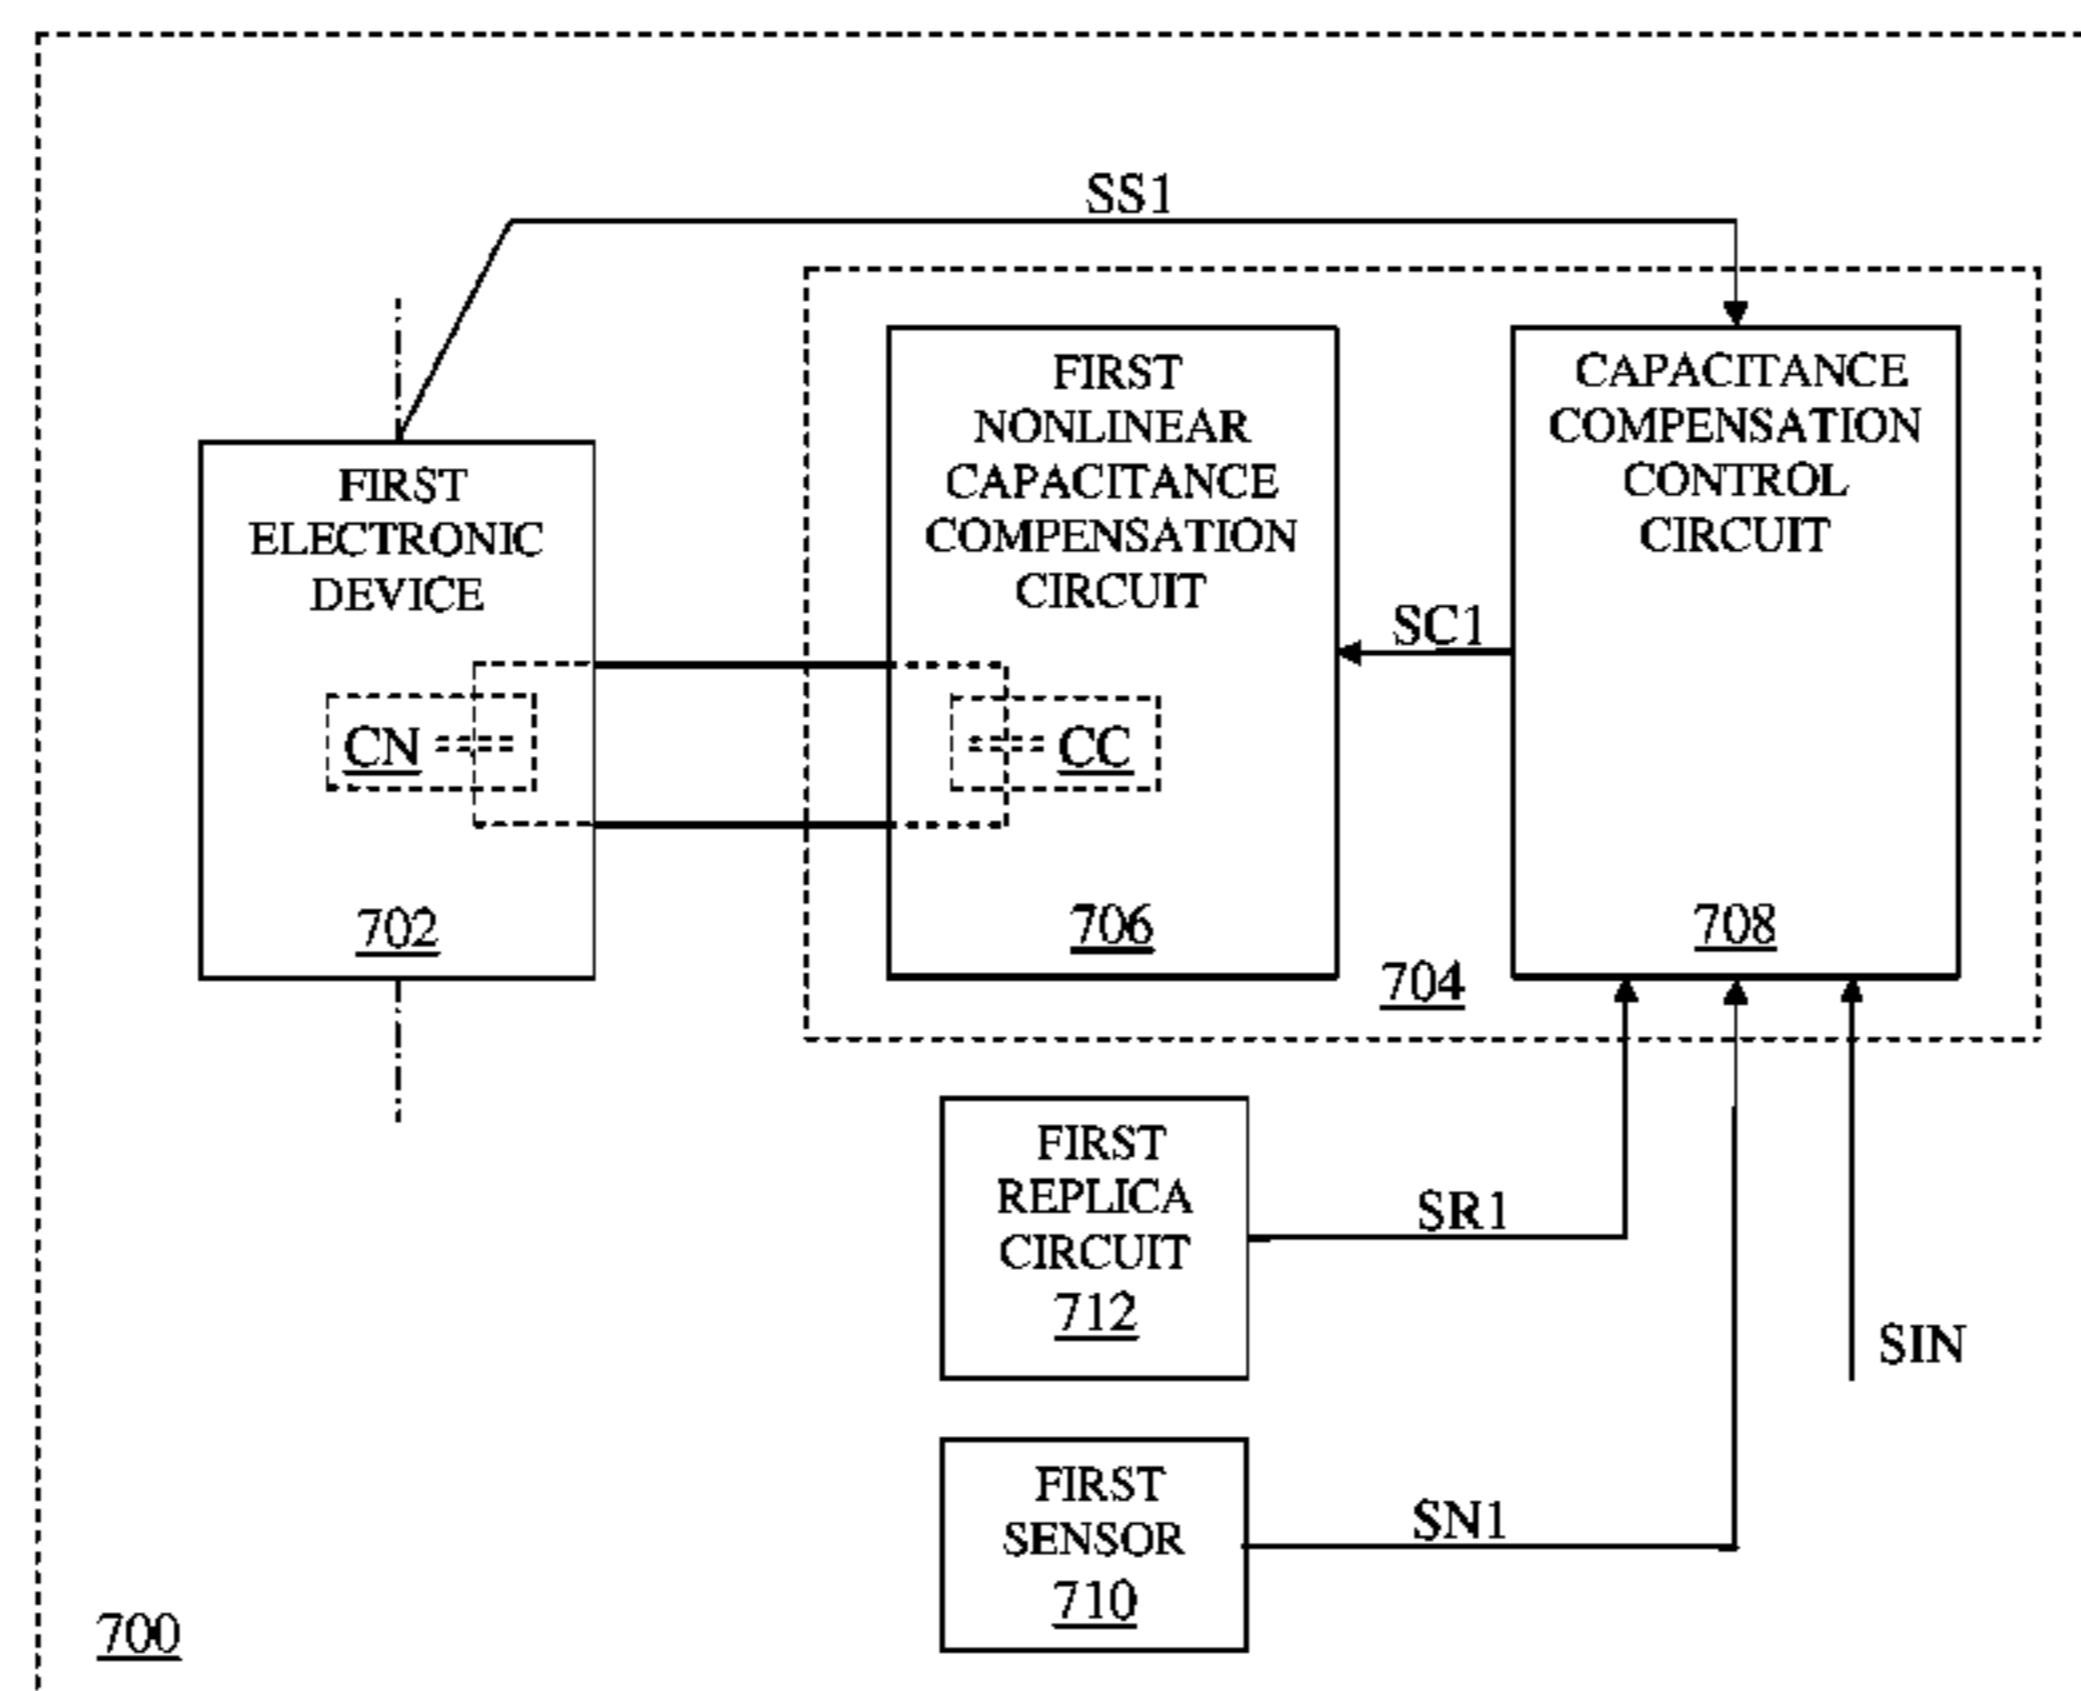 SS1
FIRST
ELECTRONIC
DEVICE
CN
702
FIRST
NONLINEAR
CAPACITANCE
COMPENSATION
CIRCUIT
CC
706
SC1
CAPACITANCE
COMPENSATION
CONTROL
CIRCUIT
708
704
FIRST
REPLICA
CIRCUIT
712
SR1
SIN
FIRST
SENSOR
710
SN1
700